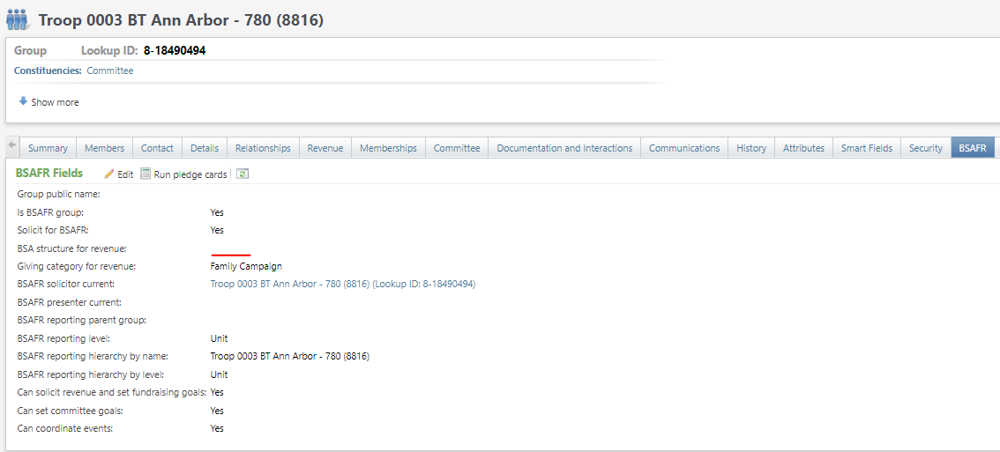 Troop 0003 BT Ann Arbor - 780 (8816)
Group Lookup ID: 8-18490494
Constituencies: Committee
Show more
Summary Members Contact Details Relationships Revenue Memberships Committee Documentation and Interactions Communications History Attributes Smart Fields Security BSAFR
BSAFR Fields Edit Run pledge cards
Group public name:
Is BSAFR group: Yes
Solicit for BSAFR: Yes
BSA structure for revenue:
Giving category for revenue: Family Campaign
BSAFR solicitor current: Troop 0003 BT Ann Arbor - 780 (8816) (Lookup ID: 8-18490494)
BSAFR presenter current:
BSAFR reporting parent group:
BSAFR reporting level: Unit
BSAFR reporting hierarchy by name: Troop 0003 BT Ann Arbor - 780 (8816)
BSAFR reporting hierarchy by level: Unit
Can solicit revenue and set fundraising goals: Yes
Can set committee goals: Yes
Can coordinate events: Yes